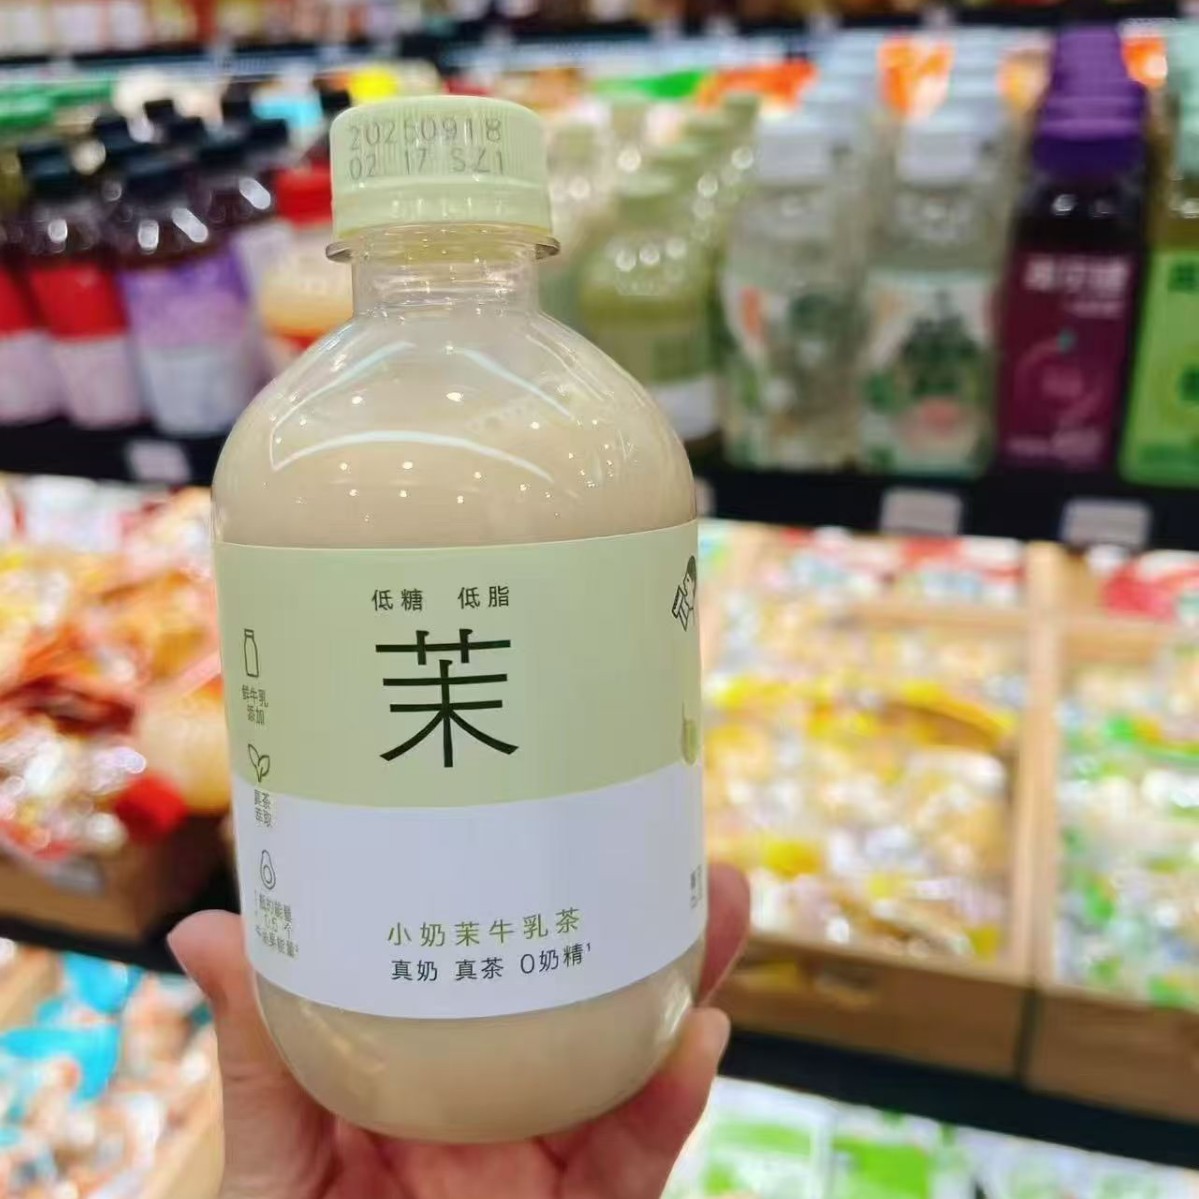 20250918
02 17 SZ1
低糖 低脂
茉
鲜牛乳
添加
真茶
萃取
小奶茉牛乳茶
真奶 真茶 0奶精¹